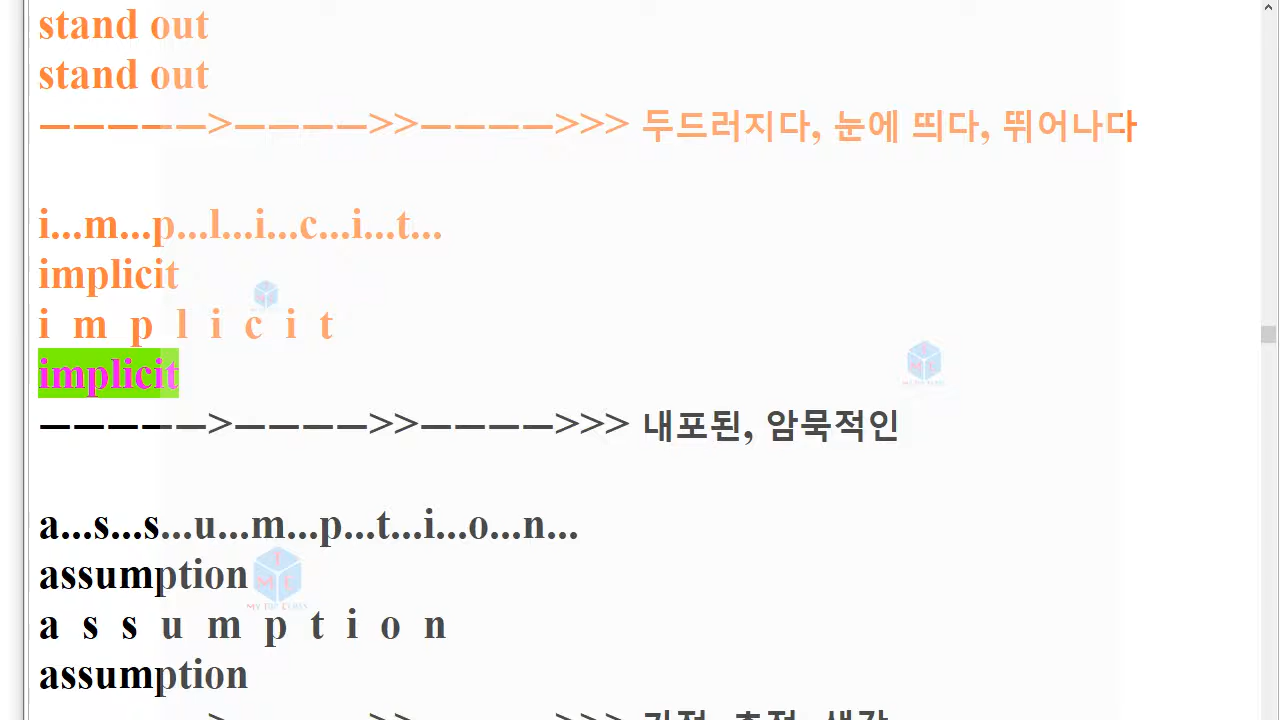 stand out
stand out
—————>————>>————>>> 두드러지다, 눈에 띄다, 뛰어나다
i...m...p...l...i...c...i...t...
implicit
i m p l i c i t
implicit
—————>————>>————>>> 내포된, 암묵적인
a...s...s...u...m...p...t...i...o...n...
assumption
a s s u m p t i o n
assumption